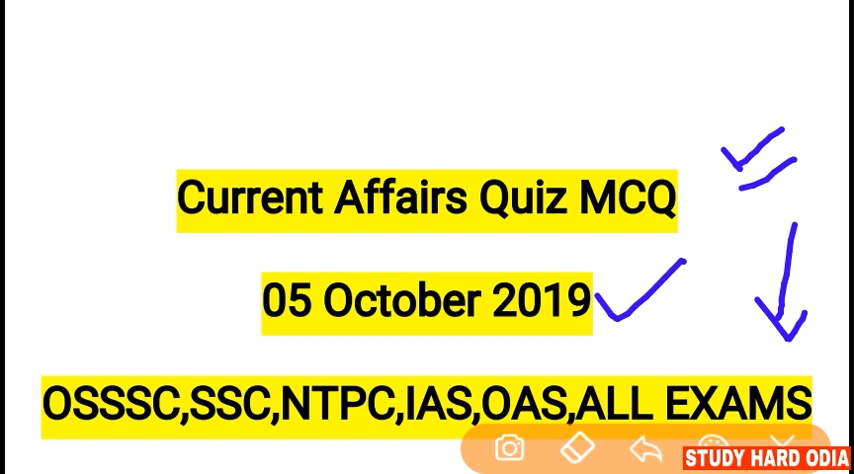 Current Affairs Quiz MCQ
05 October 2019
OSSSC,SSC,NTPC,IAS,OAS,ALL EXAMS
STUDY HARD ODIA